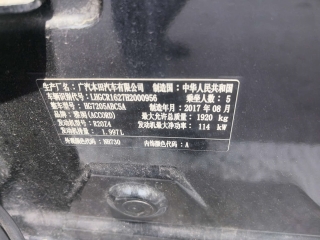 生产厂名：广汽本田汽车有限公司 制造国：中华人民共和国
车辆识别代号：LHGCR1627H2000956 乘坐人数：5
整车型号：HG7205ABC5A 制造年月：2017年08月
品牌：雅阁(ACCORD) 最大允许总质量：1920 kg
发动机型号：R20Z4 发动机最大净功率：114 kW
发动机排量：1.997L
外饰颜色代码：NH730 内饰颜色代码：A